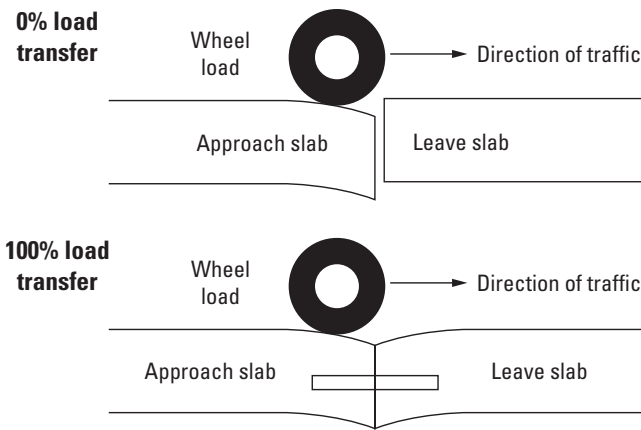 0% load
transfer
Wheel
load
Direction of traffic
Approach slab
Leave slab
100% load
transfer
Wheel
load
Direction of traffic
Approach slab
Leave slab